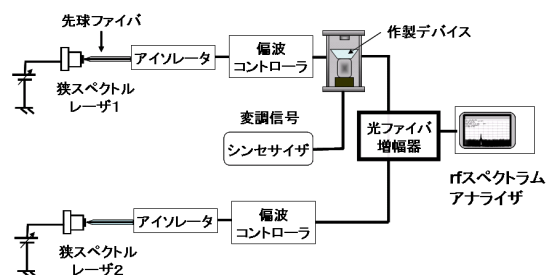 先球ファイバ
アイソレータ
偏波
コントローラ
作製デバイス
狭スペクトル
レーザ1
変調信号
シンセサイザ
光ファイバ
増幅器
rfスペクトラム
アナライザ
アイソレータ
偏波
コントローラ
狭スペクトル
レーザ2